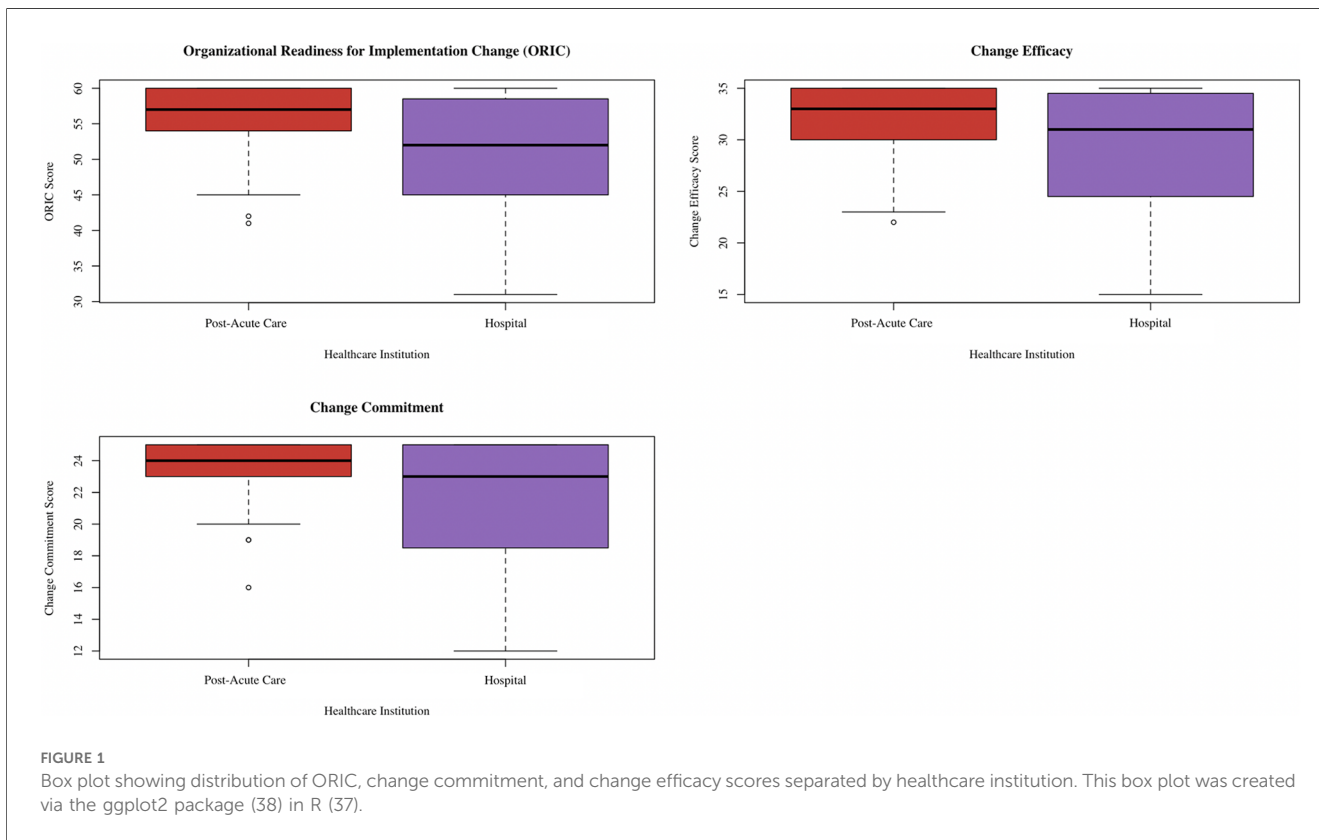 Organizational Readiness for Implementation Change (ORIC)
ORIC Score
60
55
50
45
40
35
30
Post-Acute Care
Hospital
Healthcare Institution
Change Efficacy
Change Efficacy Score
35
30
25
20
15
Post-Acute Care
Hospital
Healthcare Institution
Change Commitment
Change Commitment Score
24
22
20
18
16
14
12
Post-Acute Care
Hospital
Healthcare Institution
FIGURE 1
Box plot showing distribution of ORIC, change commitment, and change efficacy scores separated by healthcare institution. This box plot was created
via the ggplot2 package (38) in R (37).